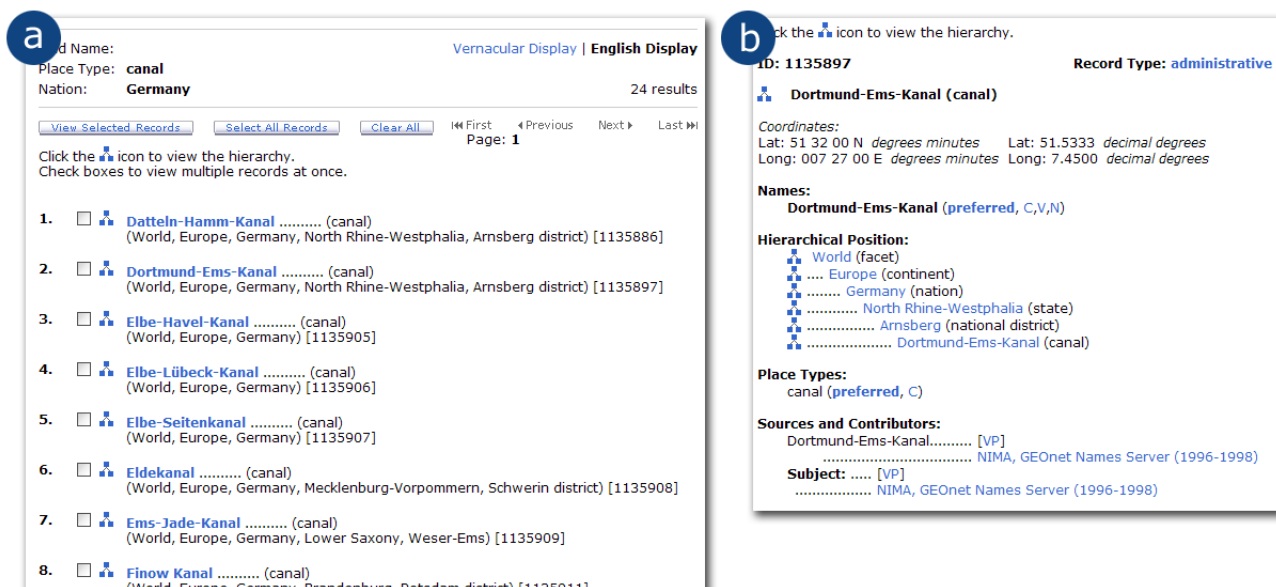 a
d Name:
Vernacular Display | English Display
Place Type: canal
Nation: Germany
24 results
View Selected Records Select All Records Clear All First Previous Next Last
Page: 1
Click the icon to view the hierarchy.
Check boxes to view multiple records at once.
1. Datteln-Hamm-Kanal .......... (canal)
(World, Europe, Germany, North Rhine-Westphalia, Arnsberg district) [1135886]
2. Dortmund-Ems-Kanal .......... (canal)
(World, Europe, Germany, North Rhine-Westphalia, Arnsberg district) [1135897]
3. Elbe-Havel-Kanal .......... (canal)
(World, Europe, Germany) [1135905]
4. Elbe-Lübeck-Kanal .......... (canal)
(World, Europe, Germany) [1135906]
5. Elbe-Seitenkanal .......... (canal)
(World, Europe, Germany) [1135907]
6. Eldekanal .......... (canal)
(World, Europe, Germany, Mecklenburg-Vorpommern, Schwerin district) [1135908]
7. Ems-Jade-Kanal .......... (canal)
(World, Europe, Germany, Lower Saxony, Weser-Ems) [1135909]
8. Finow Kanal .......... (canal)
(World, Europe, Germany, Brandenburg, Potsdam district) [1135911]
b
ck the icon to view the hierarchy.
ID: 1135897 Record Type: administrative
Dortmund-Ems-Kanal (canal)
Coordinates:
Lat: 51 32 00 N degrees minutes Lat: 51.5333 decimal degrees
Long: 007 27 00 E degrees minutes Long: 7.4500 decimal degrees
Names:
Dortmund-Ems-Kanal (preferred, C,V,N)
Hierarchical Position:
World (facet)
.... Europe (continent)
........ Germany (nation)
............ North Rhine-Westphalia (state)
................ Arnsberg (national district)
.................... Dortmund-Ems-Kanal (canal)
Place Types:
canal (preferred, C)
Sources and Contributors:
Dortmund-Ems-Kanal.......... [VP]
................................... NIMA, GEOnet Names Server (1996-1998)
Subject: ..... [VP]
.................. NIMA, GEOnet Names Server (1996-1998)